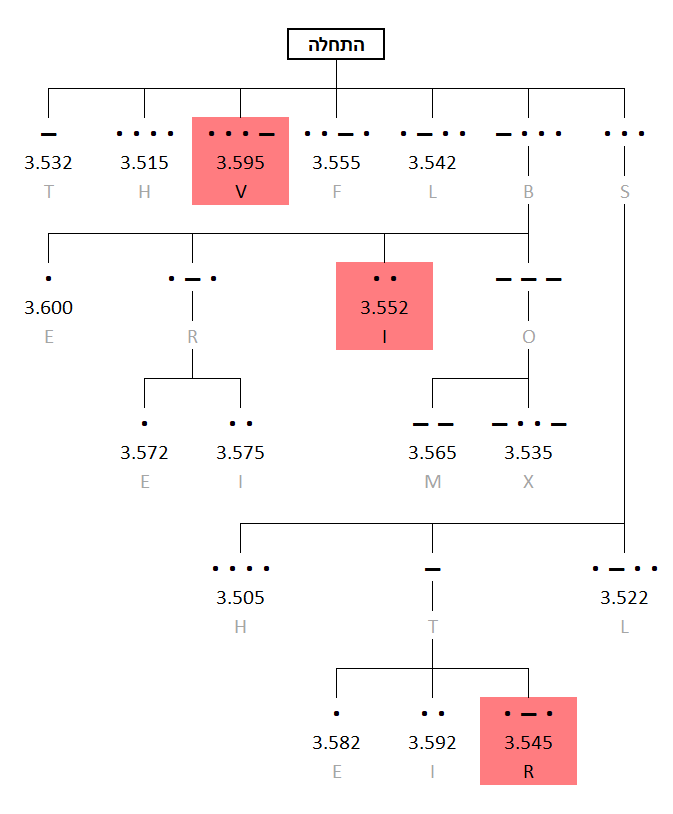 התחלה
— •••• •••— ••—• •—•• —••• •••
3.532 3.515 3.595 3.555 3.542
T H V F L B S
• •—• •• ———
3.600 3.552
E R I O
• •• —— —••—
3.572 3.575 3.565 3.535
E I M X
•••• — •—••
3.505 3.522
H T L
• •• •—•
3.582 3.592 3.545
E I R